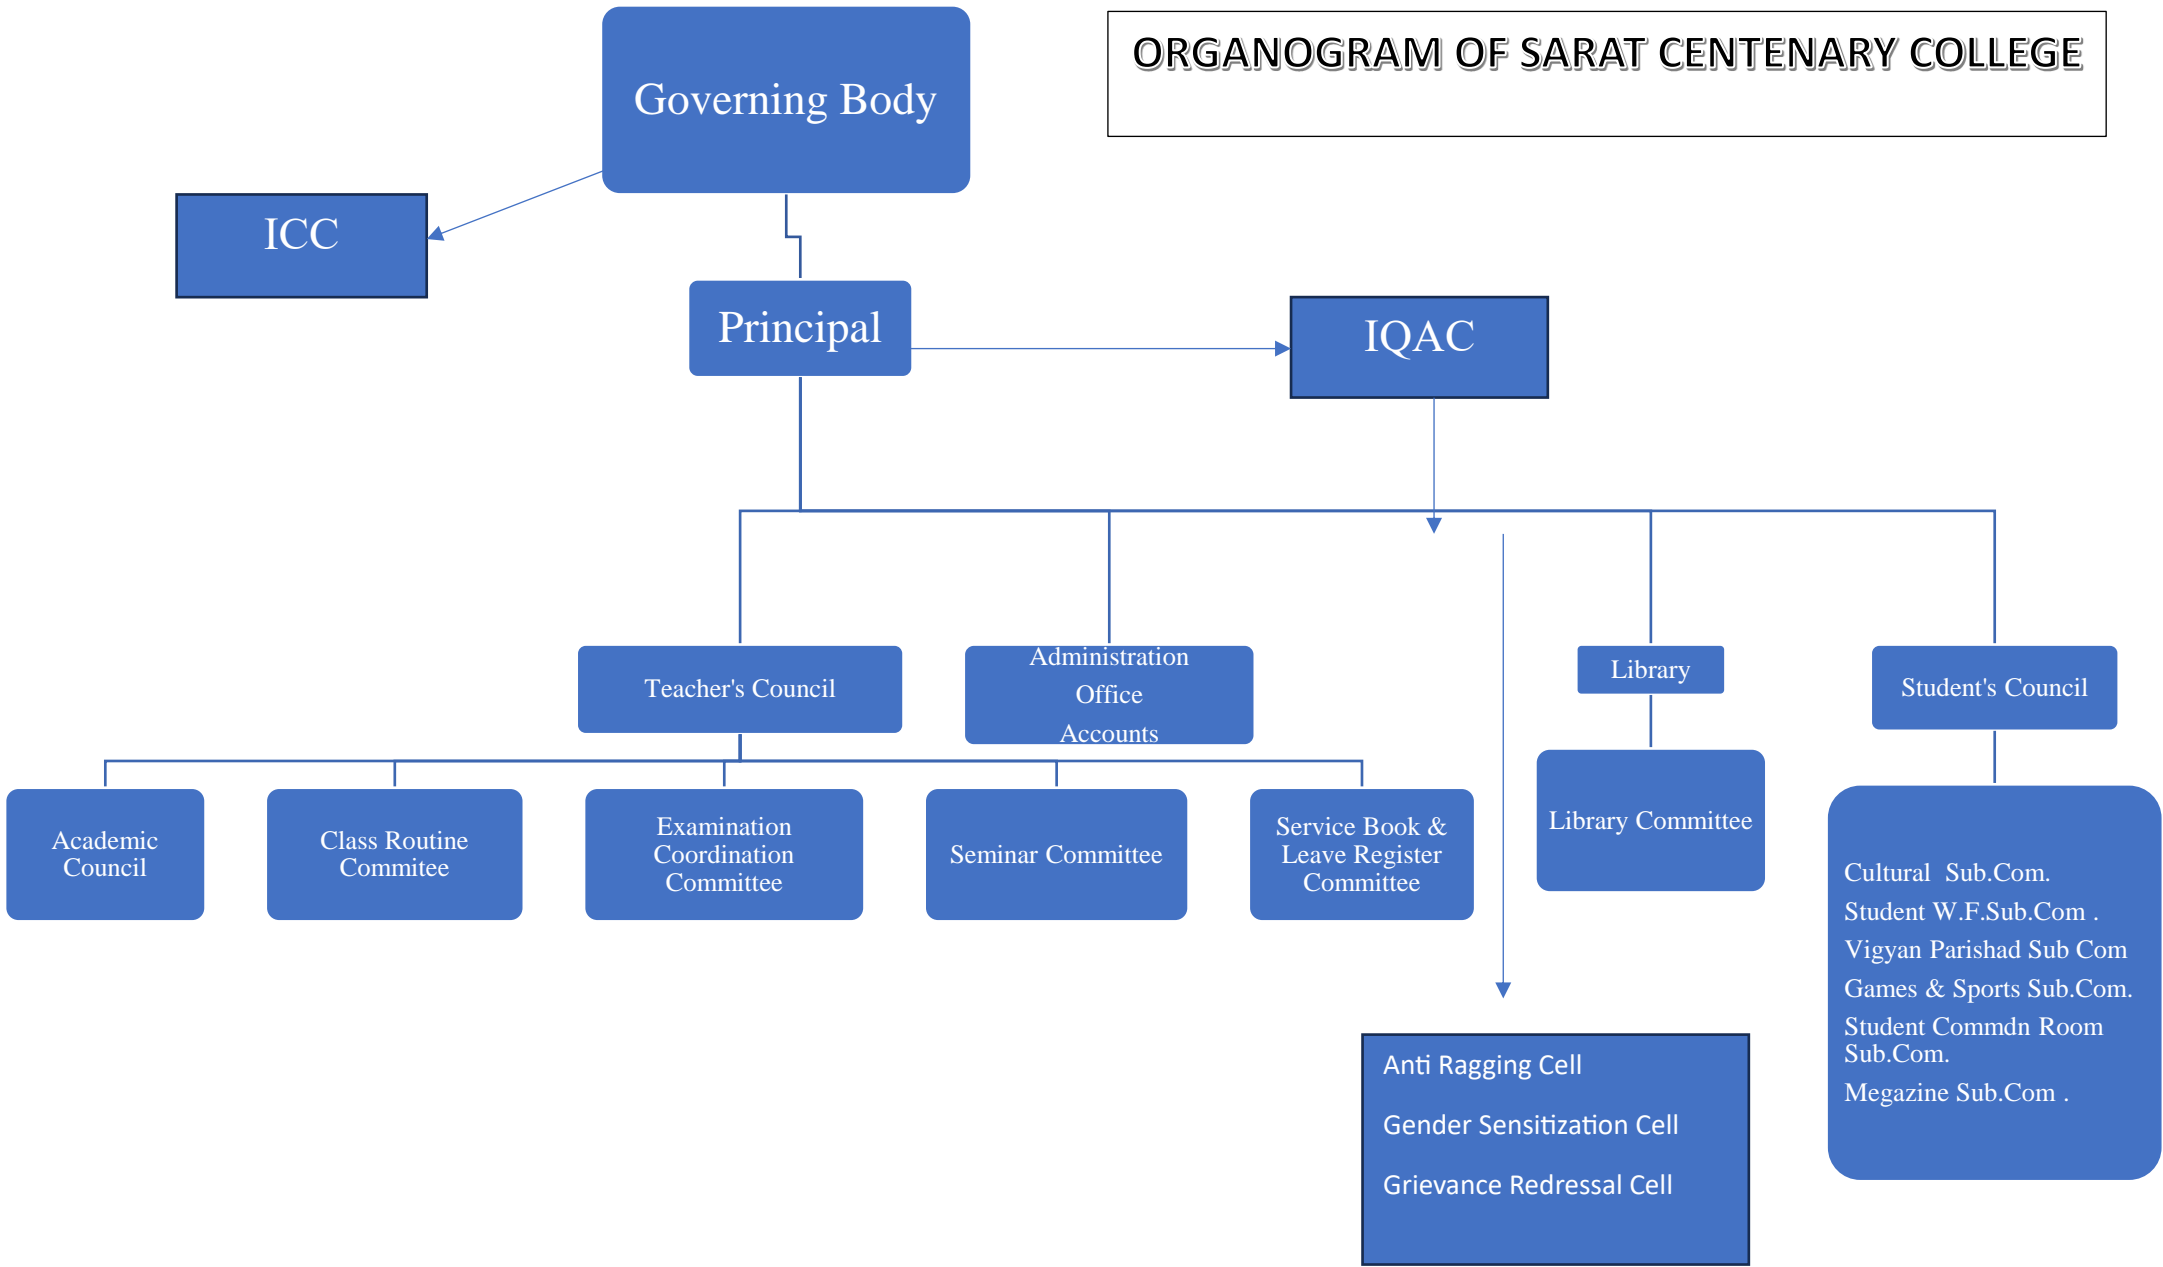 ORGANOGRAM OF SARAT CENTENARY COLLEGE
Governing Body
ICC
Principal
IQAC
Teacher's Council
Administration
Office
Accounts
Library
Student's Council
Academic
Council
Class Routine
Commitee
Examination
Coordination
Committee
Seminar Committee
Service Book &
Leave Register
Committee
Library Committee
Cultural  Sub.Com.
Student W.F.Sub.Com .
Vigyan Parishad Sub Com
Games & Sports Sub.Com.
Student Commdn Room
Sub.Com.
Megazine Sub.Com .
Anti Ragging Cell
Gender Sensitization Cell
Grievance Redressal Cell